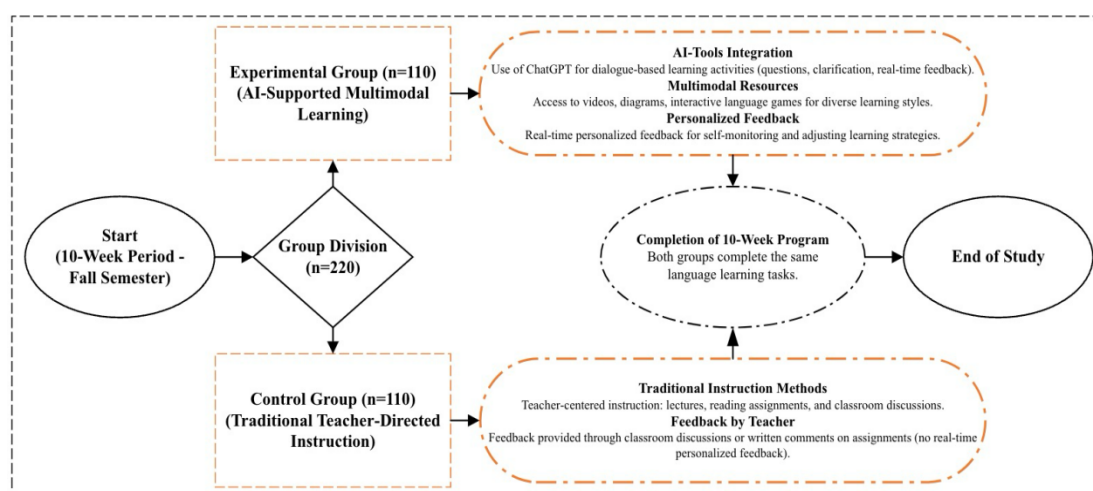 Experimental Group (n=110)
(AI-Supported Multimodal
Learning)
AI-Tools Integration
Use of ChatGPT for dialogue-based learning activities (questions, clarification, real-time feedback).
Multimodal Resources
Access to videos, diagrams, interactive language games for diverse learning styles.
Personalized Feedback
Real-time personalized feedback for self-monitoring and adjusting learning strategies.
Start
(10-Week Period -
Fall Semester)
Group Division
(n=220)
Completion of 10-Week Program
Both groups complete the same
language learning tasks.
End of Study
Control Group (n=110)
(Traditional Teacher-Directed
Instruction)
Traditional Instruction Methods
Teacher-centered instruction: lectures, reading assignments, and classroom discussions.
Feedback by Teacher
Feedback provided through classroom discussions or written comments on assignments (no real-time
personalized feedback).